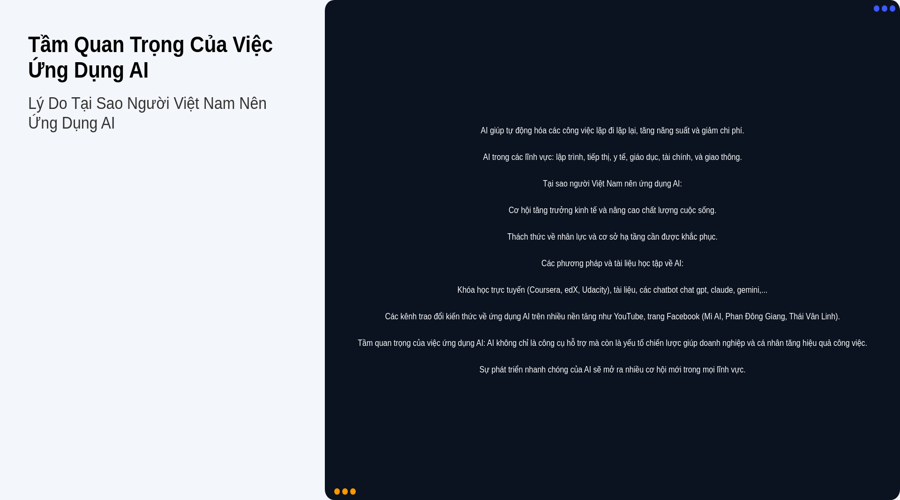 Tầm Quan Trọng Của Việc
Ứng Dụng AI
Lý Do Tại Sao Người Việt Nam Nên
Ứng Dụng AI
AI giúp tự động hóa các công việc lặp đi lặp lại, tăng năng suất và giảm chi phí.
AI trong các lĩnh vực: lập trình, tiếp thị, y tế, giáo dục, tài chính, và giao thông.
Tại sao người Việt Nam nên ứng dụng AI:
Cơ hội tăng trưởng kinh tế và nâng cao chất lượng cuộc sống.
Thách thức về nhân lực và cơ sở hạ tầng cần được khắc phục.
Các phương pháp và tài liệu học tập về AI:
Khóa học trực tuyến (Coursera, edX, Udacity), tài liệu, các chatbot chat gpt, claude, gemini,...
Các kênh trao đổi kiến thức về ứng dụng AI trên nhiều nền tảng như YouTube, trang Facebook (Mì AI, Phan Đông Giang, Thái Vân Linh).
Tầm quan trọng của việc ứng dụng AI: AI không chỉ là công cụ hỗ trợ mà còn là yếu tố chiến lược giúp doanh nghiệp và cá nhân tăng hiệu quả công việc.
Sự phát triển nhanh chóng của AI sẽ mở ra nhiều cơ hội mới trong mọi lĩnh vực.